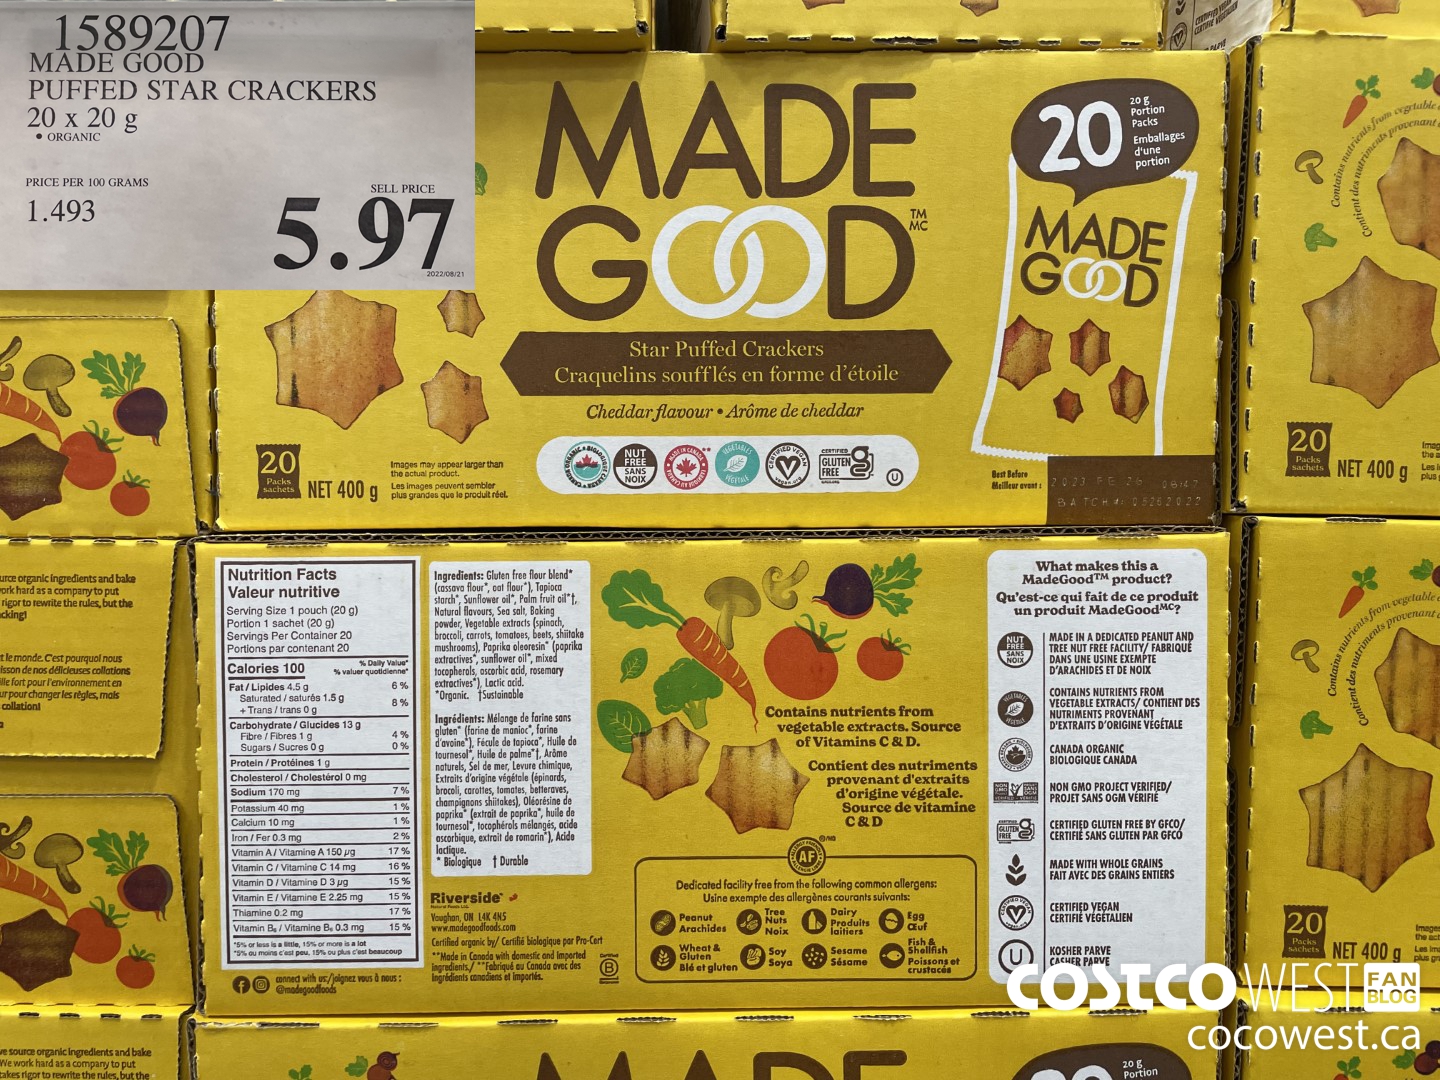 1589207
MADE GOOD
PUFFED STAR CRACKERS
20 x 20 g
• ORGANIC
PRICE PER 100 GRAMS
1.493
SELL PRICE
5.97
2022/08/21
MADE
GOOD
TM
MC
Star Puffed Crackers
Craquelins soufflés en forme d'étoile
Cheddar flavour • Arôme de cheddar
NUT
FREE
SANS
NOIX
CERTIFIED
GLUTEN
FREE
20
Packs
sachets
NET 400 g
Images may appear larger than
the actual product.
Les images peuvent sembler
plus grandes que le produit réel.
20
20 g
Portion
Packs
Emballages
d'une
portion
MADE
GOOD
Best Before
Meilleur avant :
Nutrition Facts
Valeur nutritive
Serving Size 1 pouch (20 g)
Portion 1 sachet (20 g)
Servings Per Container 20
Portions par contenant 20
Calories 100
% Daily Value*
% valeur quotidienne*
Fat / Lipides 4.5 g 6 %
Saturated / saturés 1.5 g
+ Trans / trans 0 g 8 %
Carbohydrate / Glucides 13 g
Fibre / Fibres 1 g 4 %
Sugars / Sucres 0 g 0 %
Protein / Protéines 1 g
Cholesterol / Cholestérol 0 mg
Sodium 170 mg 7 %
Potassium 40 mg 1 %
Calcium 10 mg 1 %
Iron / Fer 0.3 mg 2 %
Vitamin A / Vitamine A 150 µg 17 %
Vitamin C / Vitamine C 14 mg 16 %
Vitamin D / Vitamine D 3 µg 15 %
Vitamin E / Vitamine E 2.25 mg 15 %
Thiamine 0.2 mg 17 %
Vitamin B6 / Vitamine B6 0.3 mg 15 %
*5% or less is a little, 15% or more is a lot
*5% ou moins c'est peu, 15% ou plus c'est beaucoup
connect with us:/joignez vous à nous :
@madegoodfoods
Ingredients: Gluten free flour blend*
(cassava flour*, oat flour*), Tapioca
starch*, Sunflower oil*, Palm fruit oil*†,
Natural flavours, Sea salt, Baking
powder, Vegetable extracts (spinach,
broccoli, carrots, tomatoes, beets, shiitake
mushrooms), Paprika oleoresin* (paprika
extractives*, sunflower oil*, mixed
tocopherols, ascorbic acid, rosemary
extractives*), Lactic acid.
*Organic. †Sustainable
Ingrédients: Mélange de farine sans
gluten* (farine de manioc*, farine
d'avoine*), Fécule de tapioca*, Huile de
tournesol*, Huile de palme*†, Arôme
naturels, Sel de mer, Levure chimique,
Extraits d'origine végétale (épinards,
brocoli, carottes, tomates, betteraves,
champignons shiitakes), Oléorésine de
paprika* (extrait de paprika*, huile de
tournesol*, tocophérols mélangés, acide
ascorbique, extrait de romarin*), Acide
lactique.
* Biologique † Durable
Riverside
Natural Foods Ltd.
Vaughan, ON L4K 4N5
www.madegoodfoods.com
Certified organic by/ Certifié biologique par Pro-Cert
**Made in Canada with domestic and imported
ingredients./ **Fabriqué au Canada avec des
ingrédients canadiens et importés.
Contains nutrients from
vegetable extracts. Source
of Vitamins C & D.
Contient des nutriments
provenant d'extraits
d'origine végétale.
Source de vitamine
C & D
AF
Dedicated facility free from the following common allergens:
Usine exempte des allergènes courants suivants:
Peanut
Arachides
Tree
Nuts
Noix
Dairy
Produits
laitiers
Egg
Œuf
Wheat &
Gluten
Blé et gluten
Soy
Soya
Sesame
Sésame
Fish &
Shellfish
Poissons et
crustacés
What makes this a
MadeGood™ product?
Qu'est-ce qui fait de ce produit
un produit MadeGoodMC?
NUT
FREE
SANS
NOIX
MADE IN A DEDICATED PEANUT AND
TREE NUT FREE FACILITY/ FABRIQUÉ
DANS UNE USINE EXEMPTE
D'ARACHIDES ET DE NOIX
CONTAINS NUTRIENTS FROM
VEGETABLE EXTRACTS/ CONTIENT DES
NUTRIMENTS PROVENANT
D'EXTRAITS D'ORIGINE VÉGÉTALE
CANADA ORGANIC
BIOLOGIQUE CANADA
NON GMO PROJECT VERIFIED/
PROJET SANS OGM VÉRIFIÉ
CERTIFIED GLUTEN FREE BY GFCO/
CERTIFIÉ SANS GLUTEN PAR GFCO
MADE WITH WHOLE GRAINS
FAIT AVEC DES GRAINS ENTIERS
CERTIFIED VEGAN
CERTIFIÉ VÉGÉTALIEN
KOSHER PARVE
CASHER PARVE
20
Packs
sachets
NET 400 g
20
Packs
sachets
NET 400 g
MADE
20 g
Portion
COSTCO WEST FAN
BLOG
cocowest.ca